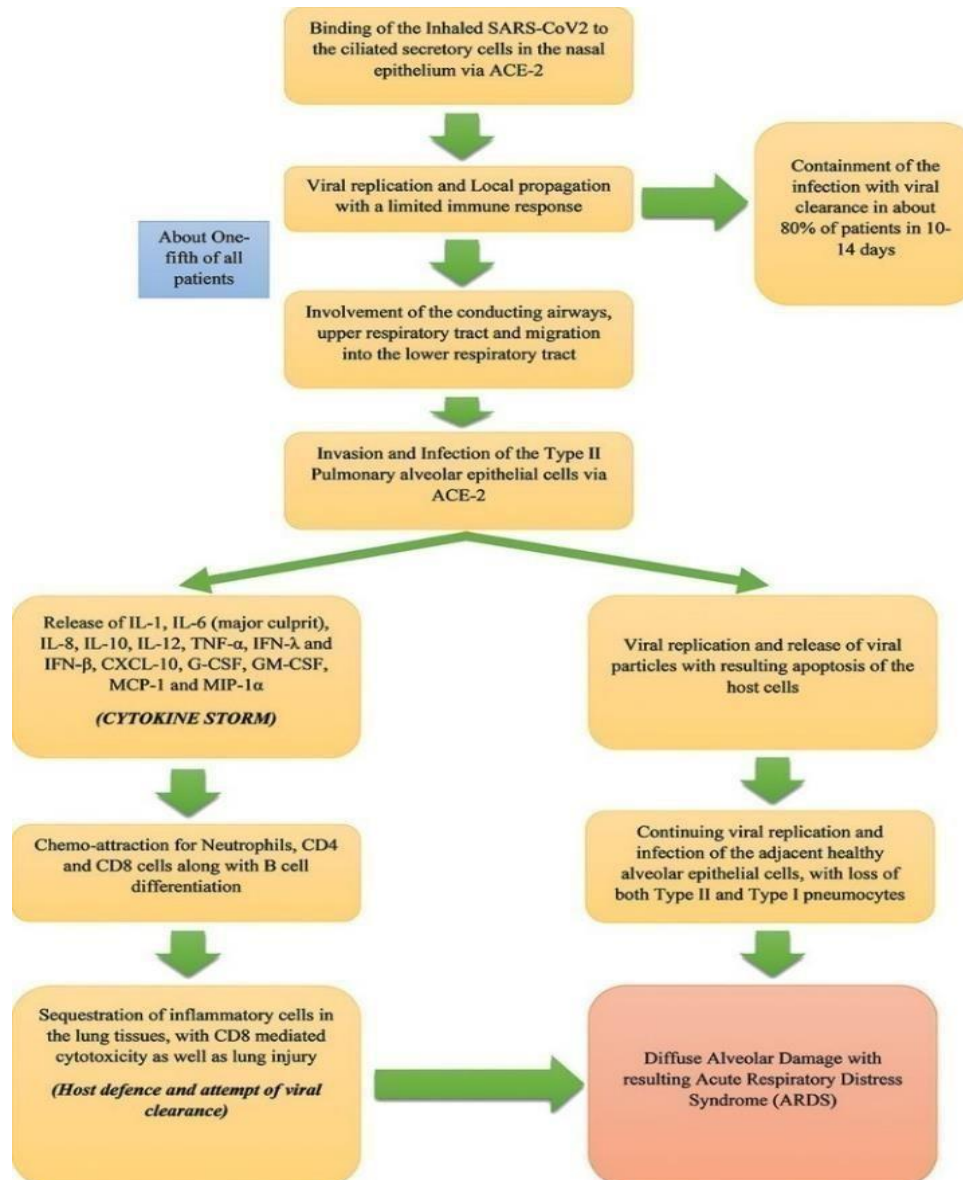 Binding of the Inhaled SARS-CoV2 to
the ciliated secretory cells in the nasal
epithelium via ACE-2
Viral replication and Local propagation
with a limited immune response
Containment of the
infection with viral
clearance in about
80% of patients in 10-
14 days
About One-
fifth of all
patients
Involvement of the conducting airways,
upper respiratory tract and migration
into the lower respiratory tract
Invasion and Infection of the Type II
Pulmonary alveolar epithelial cells via
ACE-2
Release of IL-1, IL-6 (major culprit),
IL-8, IL-10, IL-12, TNF-α, IFN-λ and
IFN-β, CXCL-10, G-CSF, GM-CSF,
MCP-1 and MIP-1α
(CYTOKINE STORM)
Viral replication and release of viral
particles with resulting apoptosis of the
host cells
Chemo-attraction for Neutrophils, CD4
and CD8 cells along with B cell
differentiation
Continuing viral replication and
infection of the adjacent healthy
alveolar epithelial cells, with loss of
both Type II and Type I pneumocytes
Sequestration of inflammatory cells in
the lung tissues, with CD8 mediated
cytotoxicity as well as lung injury
(Host defence and attempt of viral
clearance)
Diffuse Alveolar Damage with
resulting Acute Respiratory Distress
Syndrome (ARDS)